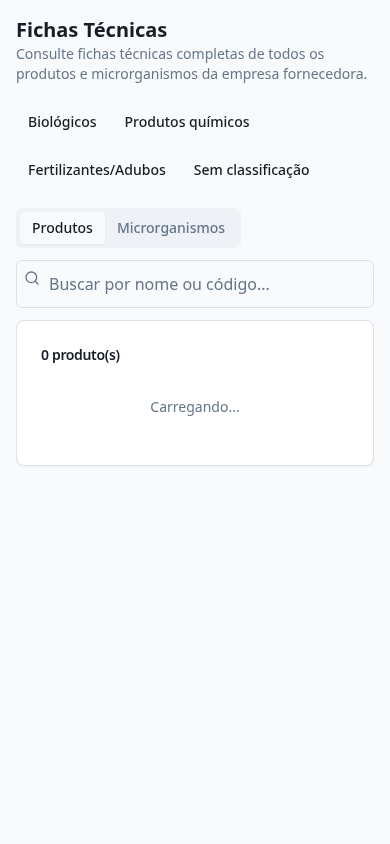 Fichas Técnicas
Consulte fichas técnicas completas de todos os
produtos e microrganismos da empresa fornecedora.
Biológicos Produtos químicos
Fertilizantes/Adubos Sem classificação
Produtos Microrganismos
Buscar por nome ou código...
0 produto(s)
Carregando...